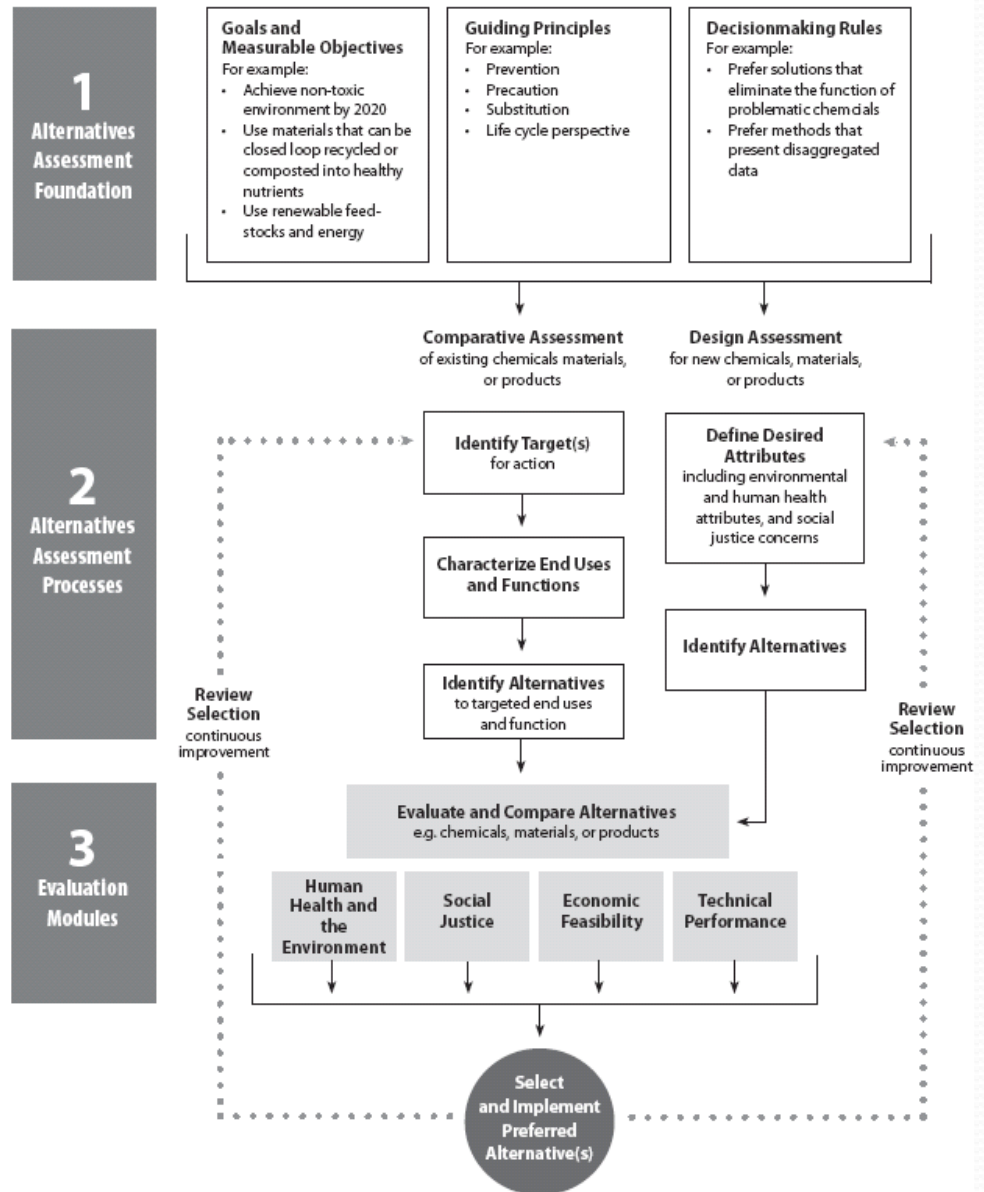 1
Alternatives
Assessment
Foundation
Goals and
Measurable Objectives
For example:
• Achieve non-toxic
environment by 2020
• Use materials that can be
closed loop recycled or
composted into healthy
nutrients
• Use renewable feed-
stocks and energy
Guiding Principles
For example:
• Prevention
• Precaution
• Substitution
• Life cycle perspective
Decisionmaking Rules
For example:
• Prefer solutions that
eliminate the function of
problematic chemcials
• Prefer methods that
present disaggregated
data
2
Alternatives
Assessment
Processes
Comparative Assessment
of existing chemicals materials,
or products
Identify Target(s)
for action
Characterize End Uses
and Functions
Identify Alternatives
to targeted end uses
and function
Design Assessment
for new chemicals, materials,
or products
Define Desired
Attributes
including environmental
and human health
attributes, and social
justice concerns
Identify Alternatives
Review
Selection
continuous
improvement
Review
Selection
continuous
improvement
3
Evaluation
Modules
Evaluate and Compare Alternatives
e.g. chemicals, materials, or products
Human
Health and
the
Environment
Social
Justice
Economic
Feasibility
Technical
Performance
Select
and Implement
Preferred
Alternative(s)